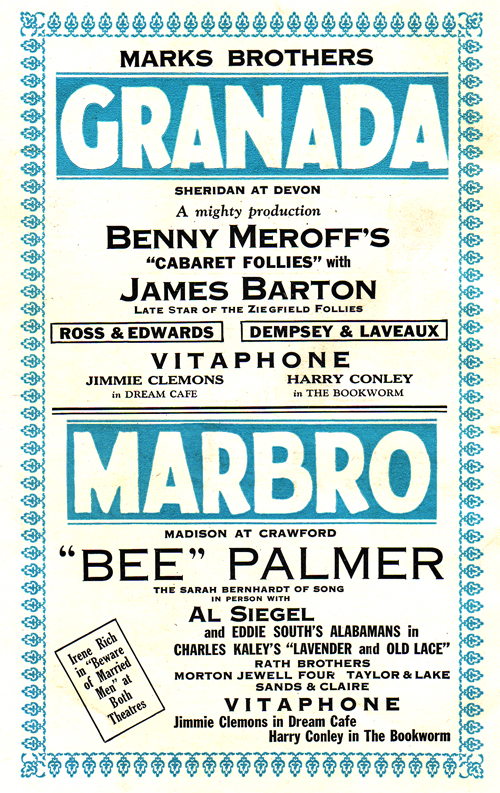 MARKS BROTHERS
GRANADA
SHERIDAN AT DEVON
A mighty production
BENNY MEROFF'S
"CABARET FOLLIES" with
JAMES BARTON
LATE STAR OF THE ZIEGFIELD FOLLIES
ROSS & EDWARDS DEMPSEY & LAVEAUX
VITAPHONE
JIMMIE CLEMONS HARRY CONLEY
in DREAM CAFE in THE BOOKWORM
MARBRO
MADISON AT CRAWFORD
"BEE" PALMER
THE SARAH BERNHARDT OF SONG
IN PERSON WITH
AL SIEGEL
and EDDIE SOUTH'S ALABAMANS in
CHARLES KALEY'S "LAVENDER and OLD LACE"
RATH BROTHERS
MORTON JEWELL FOUR TAYLOR & LAKE
SANDS & CLAIRE
VITAPHONE
Jimmie Clemons in Dream Cafe
Harry Conley in The Bookworm
Irene Rich
in "Beware
of Married
Men" at
Both
Theatres